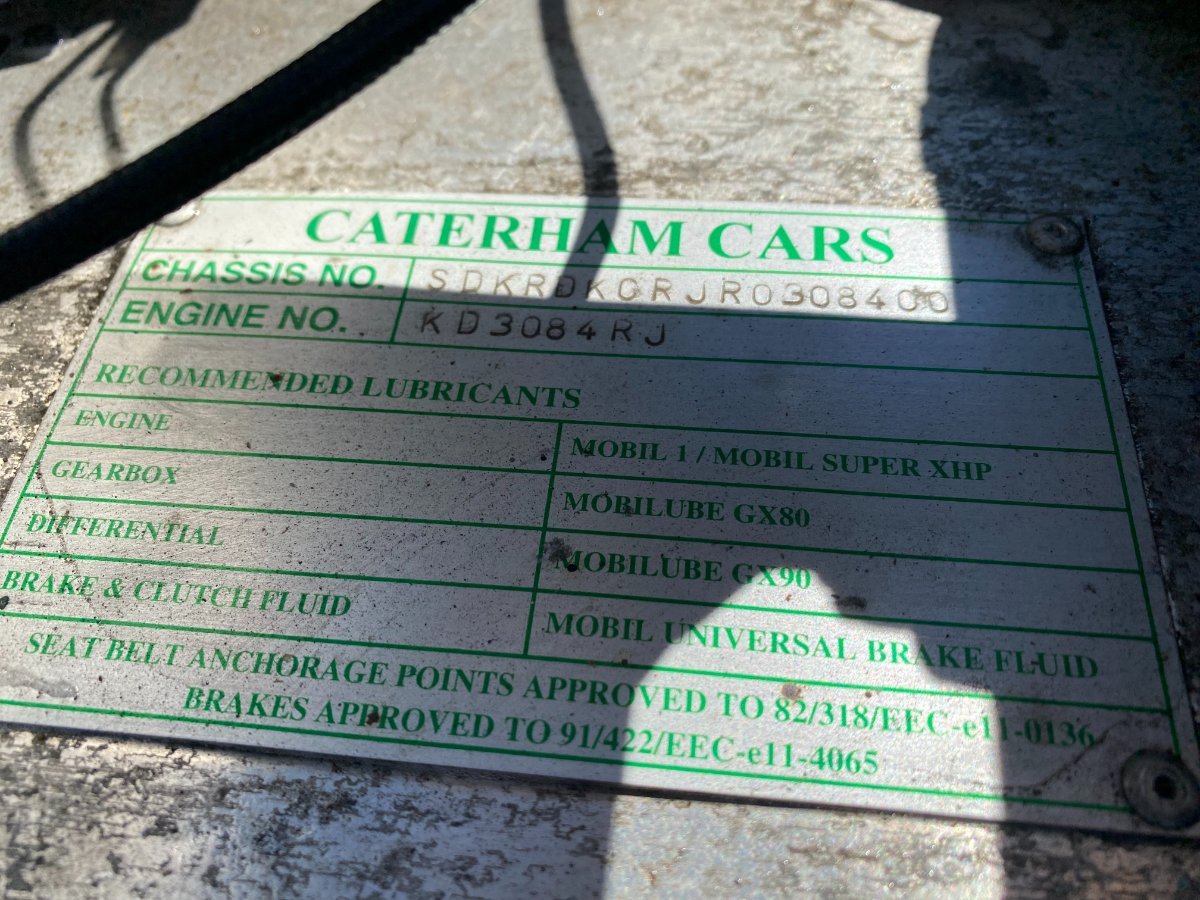 CATERHAM CARS
CHASSIS NO. SDKRDKCRJR0308400
ENGINE NO. KD3084RJ
RECOMMENDED LUBRICANTS
ENGINE MOBIL 1 / MOBIL SUPER XHP
GEARBOX MOBILUBE GX80
DIFFERENTIAL MOBILUBE GX90
BRAKE & CLUTCH FLUID MOBIL UNIVERSAL BRAKE FLUID
SEAT BELT ANCHORAGE POINTS APPROVED TO 82/318/EEC-e11-0136
BRAKES APPROVED TO 91/422/EEC-e11-4065